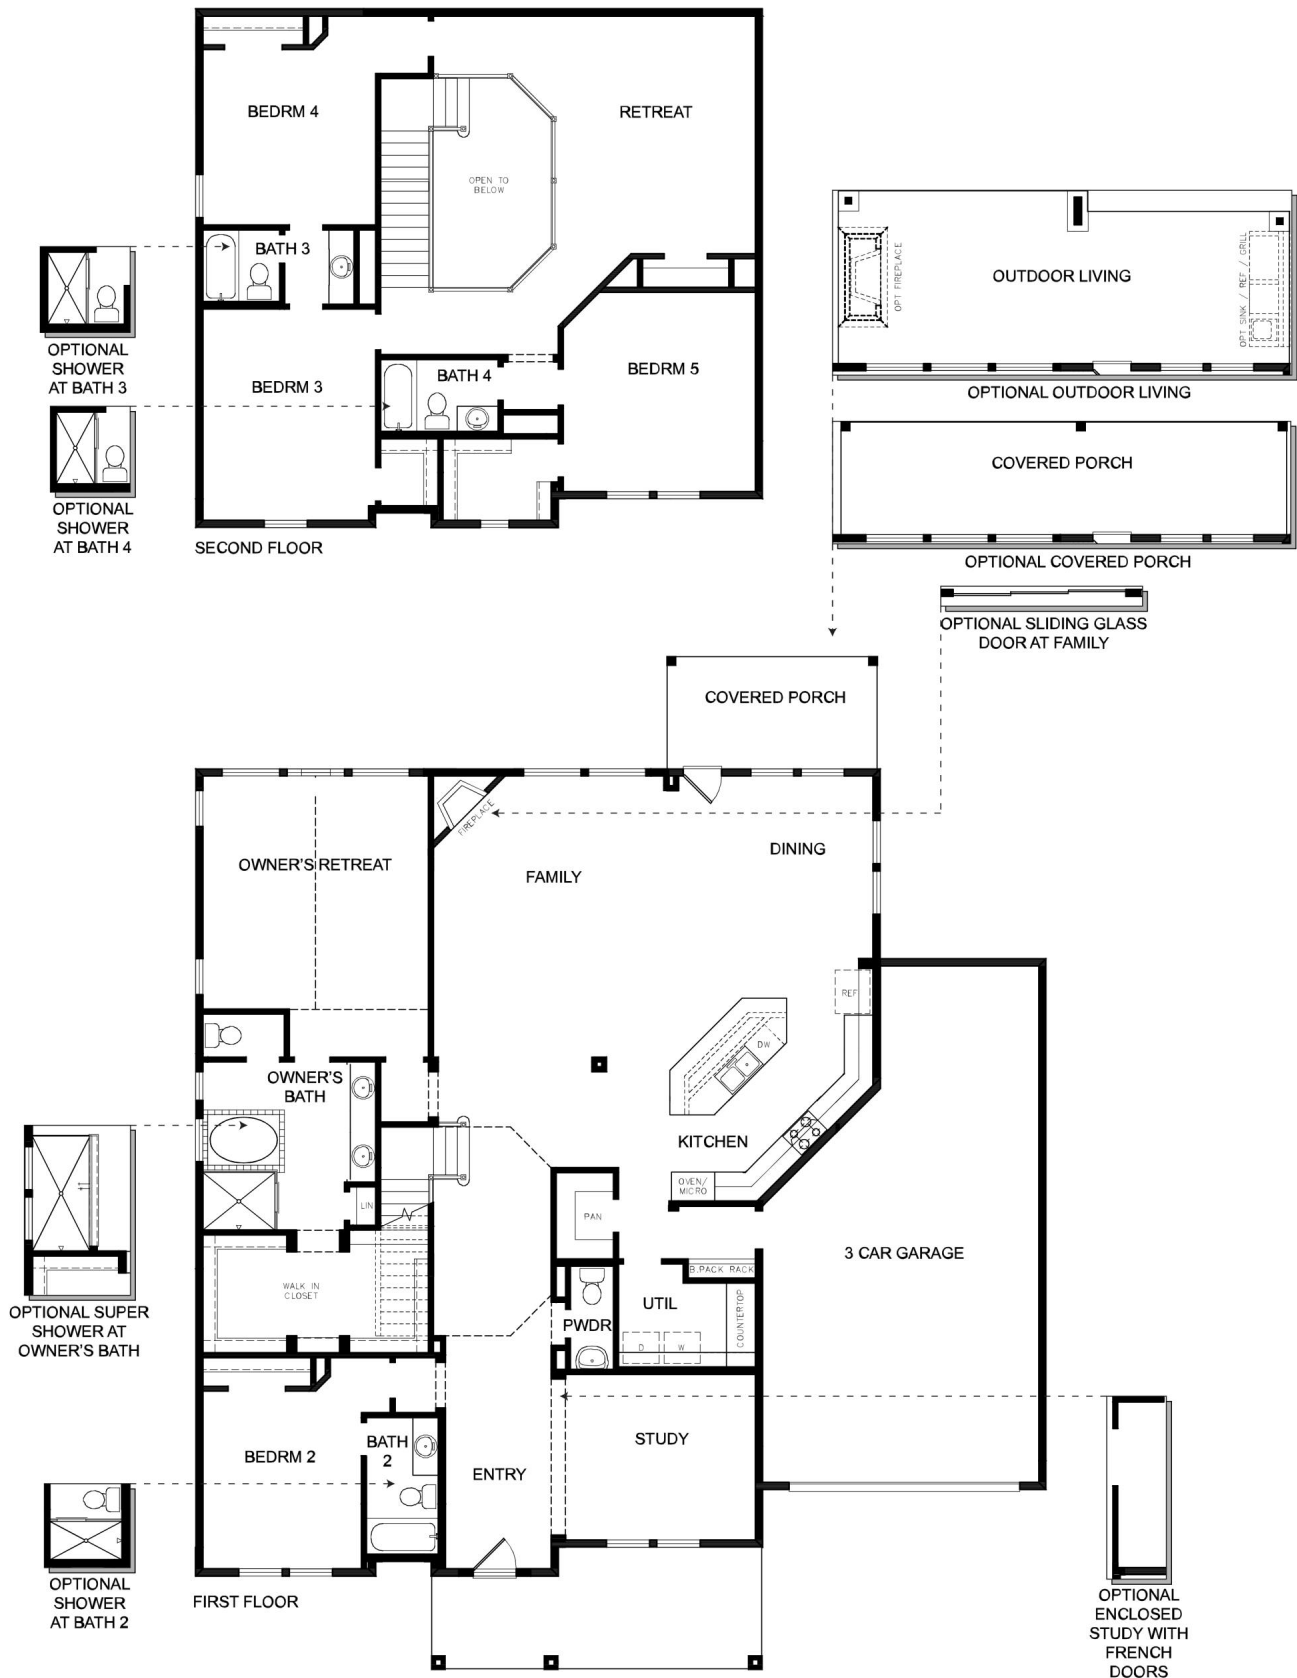 BEDRM 4
RETREAT
OPEN TO
BELOW
BATH 3
OPTIONAL
SHOWER
AT BATH 3
BEDRM 3
BATH 4
BEDRM 5
OPTIONAL
SHOWER
AT BATH 4
SECOND FLOOR
OPT FIREPLACE
OUTDOOR LIVING
OPT SINK / REF / GRILL
OPTIONAL OUTDOOR LIVING
COVERED PORCH
OPTIONAL COVERED PORCH
OPTIONAL SLIDING GLASS
DOOR AT FAMILY
COVERED PORCH
FIREPLACE
OWNER'S RETREAT
FAMILY
DINING
REF
DW
OWNER'S
BATH
KITCHEN
OVEN/
MICRO
LIN
PAN
3 CAR GARAGE
B.PACK RACK
WALK IN
CLOSET
UTIL
COUNTERTOP
PWDR
D
W
OPTIONAL SUPER
SHOWER AT
OWNER'S BATH
BEDRM 2
BATH
2
STUDY
ENTRY
OPTIONAL
SHOWER
AT BATH 2
FIRST FLOOR
OPTIONAL
ENCLOSED
STUDY WITH
FRENCH
DOORS